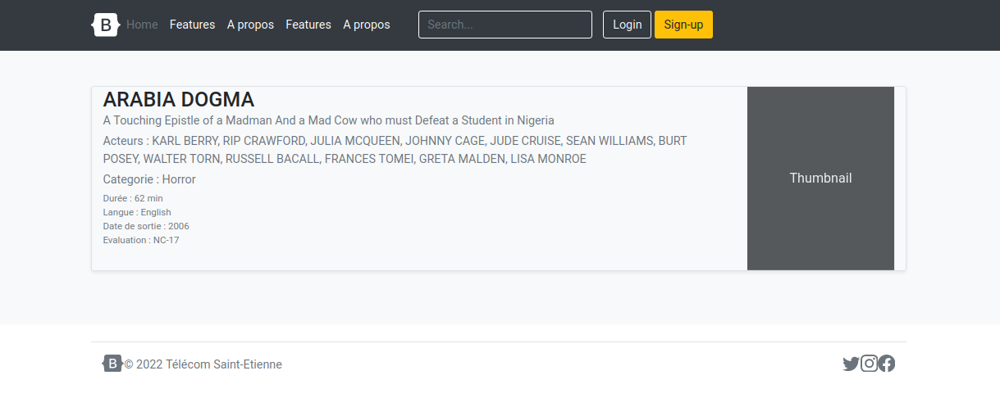 B Home Features A propos Features A propos Search... Login Sign-up
ARABIA DOGMA
A Touching Epistle of a Madman And a Mad Cow who must Defeat a Student in Nigeria
Acteurs : KARL BERRY, RIP CRAWFORD, JULIA MCQUEEN, JOHNNY CAGE, JUDE CRUISE, SEAN WILLIAMS, BURT
POSEY, WALTER TORN, RUSSELL BACALL, FRANCES TOMEI, GRETA MALDEN, LISA MONROE
Categorie : Horror
Durée : 62 min
Langue : English
Date de sortie : 2006
Evaluation : NC-17
Thumbnail
B © 2022 Télécom Saint-Etienne